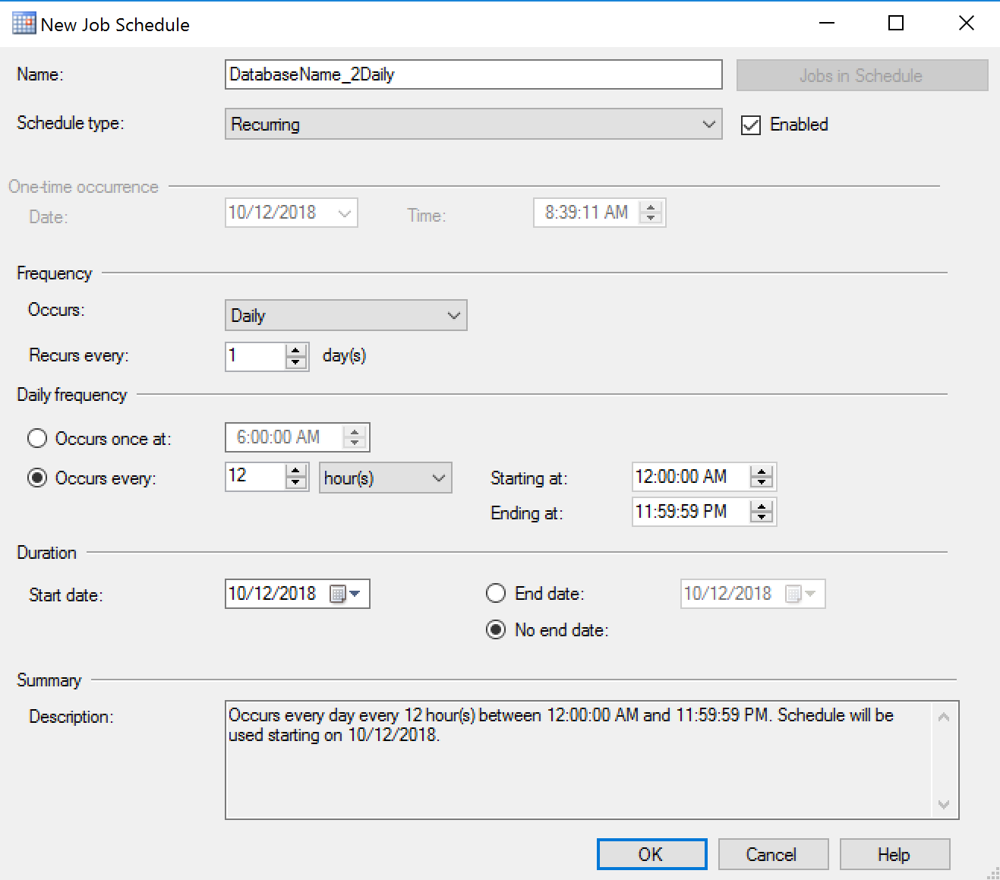 New Job Schedule
Name: DatabaseName_2Daily Jobs in Schedule
Schedule type: Recurring Enabled
One-time occurrence
Date: 10/12/2018 Time: 8:39:11 AM
Frequency
Occurs: Daily
Recurs every: 1 day(s)
Daily frequency
Occurs once at: 6:00:00 AM
Occurs every: 12 hour(s) Starting at: 12:00:00 AM
Ending at: 11:59:59 PM
Duration
Start date: 10/12/2018 End date: 10/12/2018
No end date:
Summary
Description: Occurs every day every 12 hour(s) between 12:00:00 AM and 11:59:59 PM. Schedule will be
used starting on 10/12/2018.
OK Cancel Help